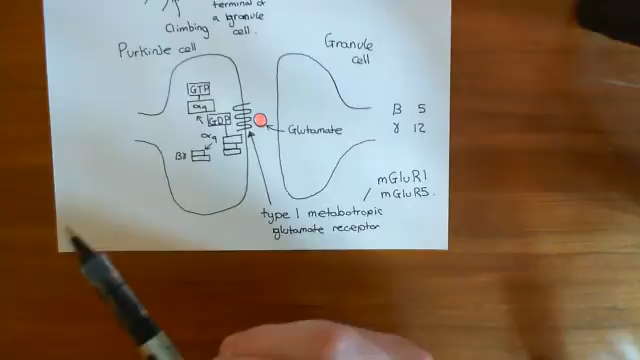 terminal of
a granule
cell.
Climbing
Purkinje cell
Granule
cell
GTP
αq
GDP
αq
βγ
Glutamate
β 5
γ 12
mGluR1
mGluR5.
type 1 metabotropic
glutamate receptor